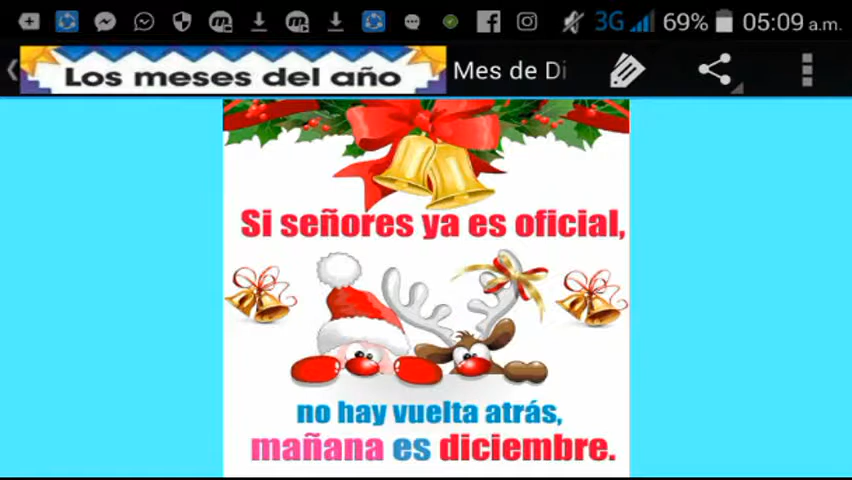 3G 69% 05:09 a.m.
Los meses del año Mes de Di
Si señores ya es oficial,
no hay vuelta atrás,
mañana es diciembre.